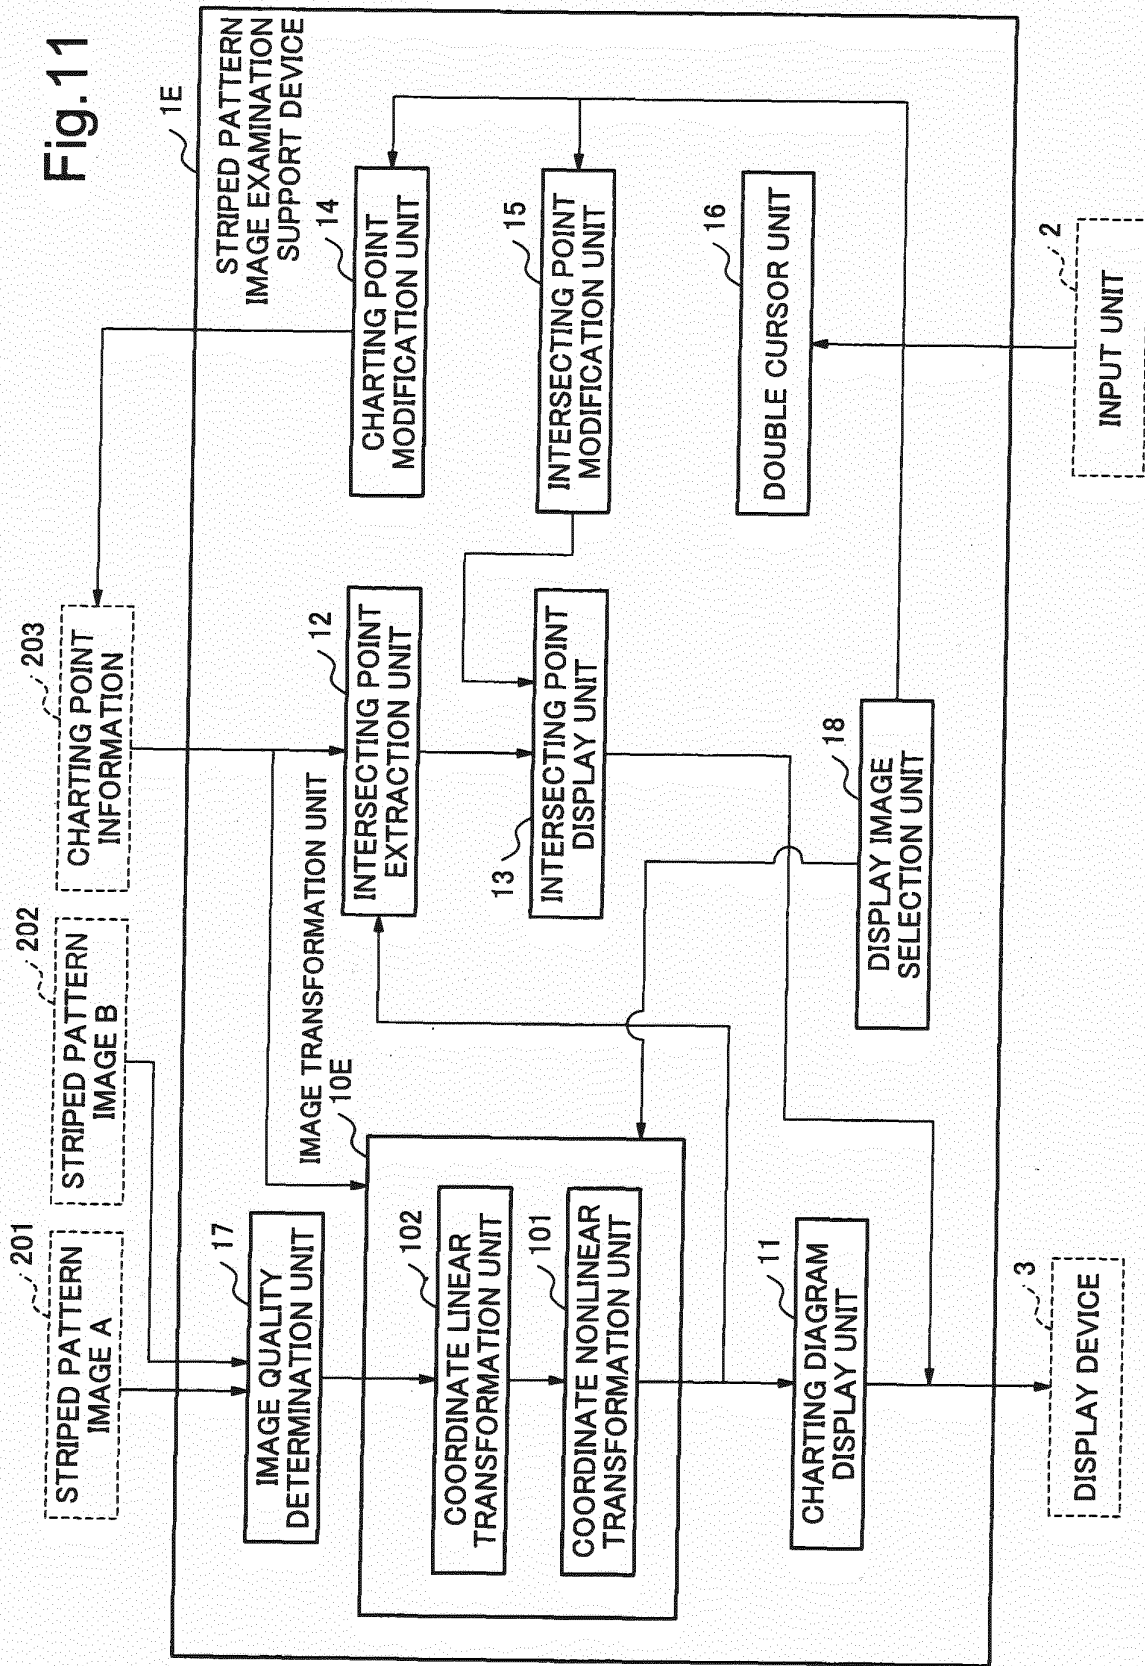 Fig.11
1E
STRIPED PATTERN
IMAGE EXAMINATION
SUPPORT DEVICE
201
STRIPED PATTERN
IMAGE A
202
STRIPED PATTERN
IMAGE B
203
CHARTING POINT
INFORMATION
17
IMAGE QUALITY
DETERMINATION UNIT
IMAGE TRANSFORMATION UNIT
10E
102
COORDINATE LINEAR
TRANSFORMATION UNIT
101
COORDINATE NONLINEAR
TRANSFORMATION UNIT
11
CHARTING DIAGRAM
DISPLAY UNIT
12
INTERSECTING POINT
EXTRACTION UNIT
13
INTERSECTING POINT
DISPLAY UNIT
14
CHARTING POINT
MODIFICATION UNIT
15
INTERSECTING POINT
MODIFICATION UNIT
16
DOUBLE CURSOR UNIT
18
DISPLAY IMAGE
SELECTION UNIT
3
DISPLAY DEVICE
2
INPUT UNIT